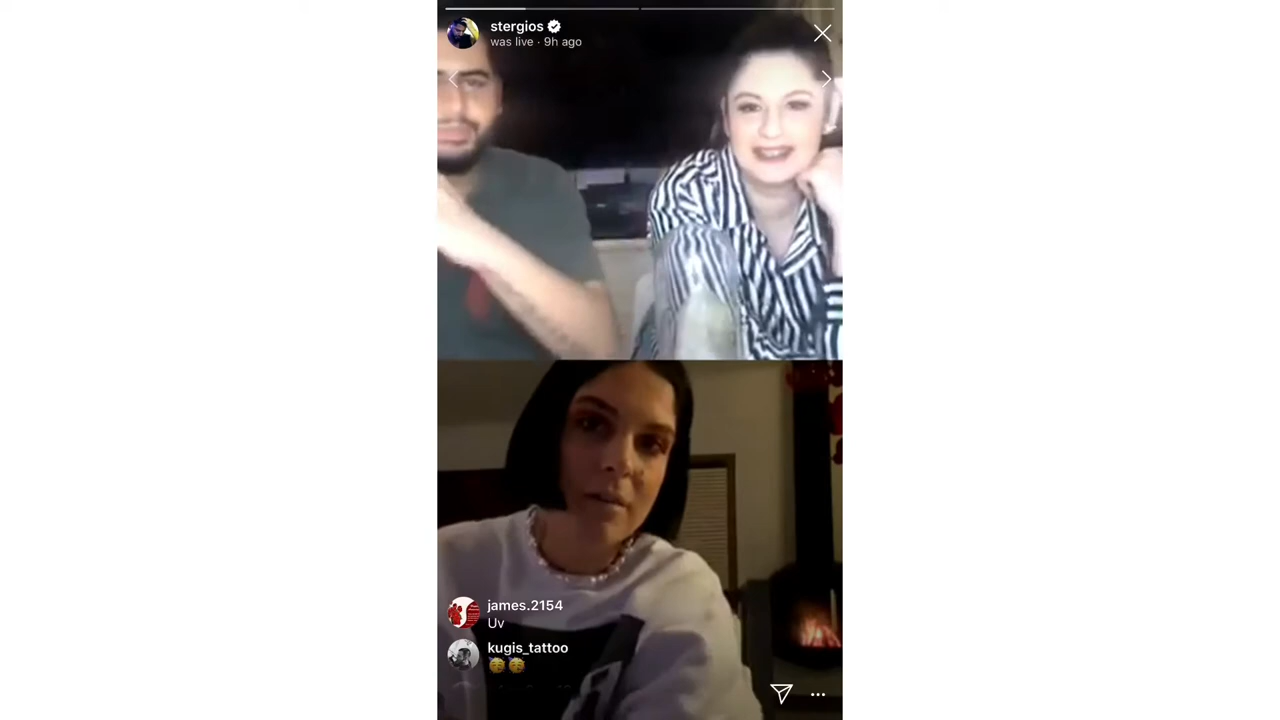 stergios
was live · 9h ago
james.2154
Uv
kugis_tattoo
🥳🥳